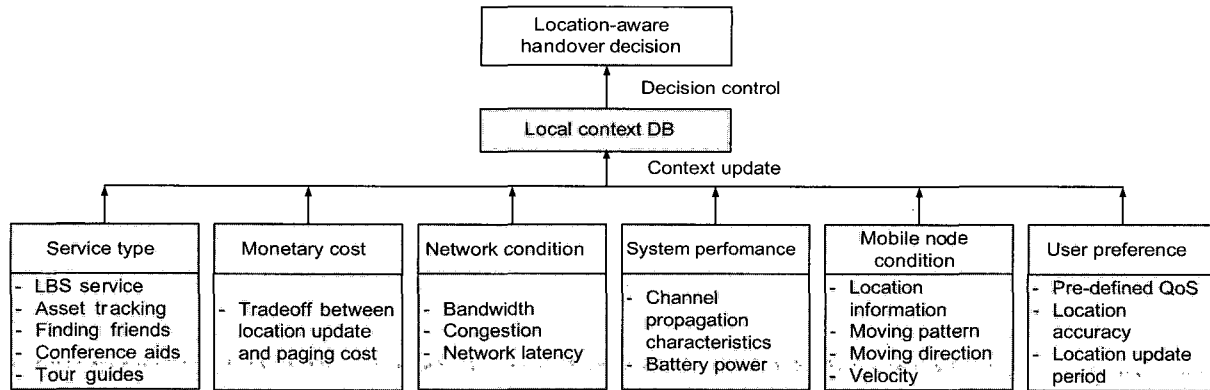 Location-aware
handover decision
Decision control
Local context DB
Context update
Service type
- LBS service
- Asset tracking
- Finding friends
- Conference aids
- Tour guides
Monetary cost
- Tradeoff between
location update
and paging cost
Network condition
- Bandwidth
- Congestion
- Network latency
System perfomance
- Channel
propagation
characteristics
- Battery power
Mobile node
condition
- Location
information
- Moving pattern
- Moving direction
- Velocity
User preference
- Pre-defined QoS
- Location
accuracy
- Location update
period